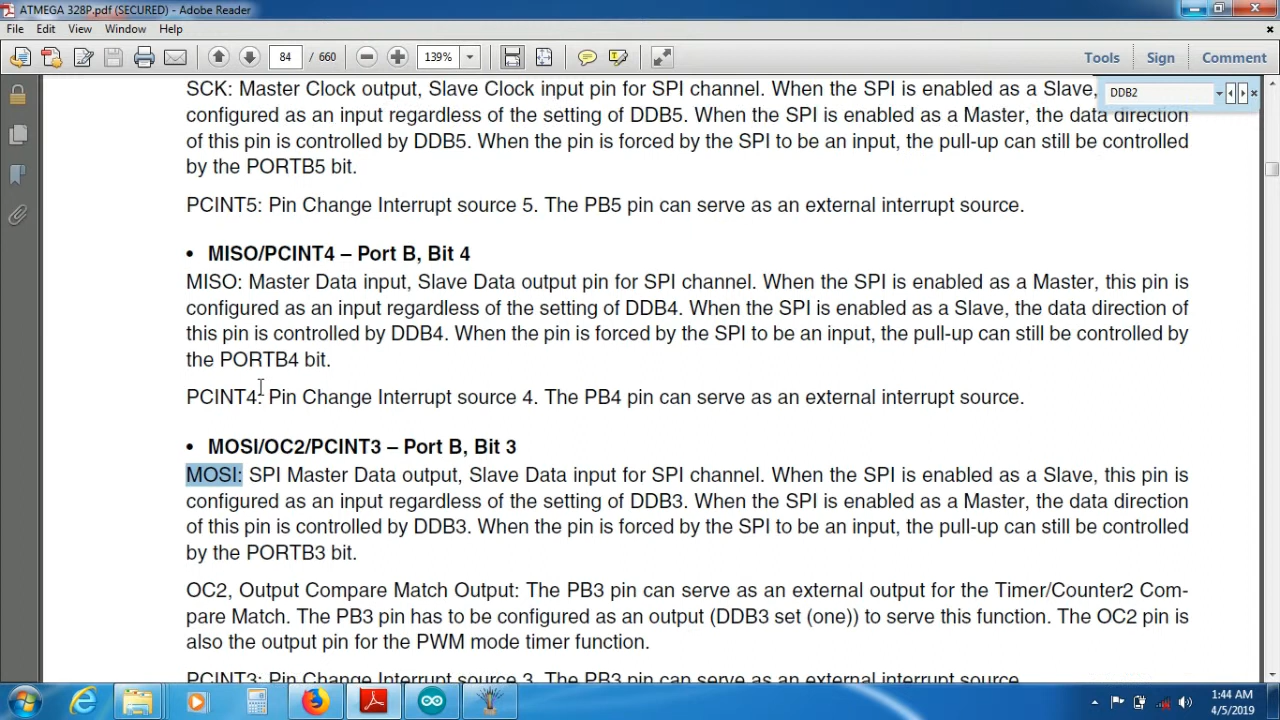 ATMEGA 328P.pdf (SECURED) - Adobe Reader
File Edit View Window Help
84 / 660 139% Tools Sign Comment
DDB2
SCK: Master Clock output, Slave Clock input pin for SPI channel. When the SPI is enabled as a Slave,
configured as an input regardless of the setting of DDB5. When the SPI is enabled as a Master, the data direction
of this pin is controlled by DDB5. When the pin is forced by the SPI to be an input, the pull-up can still be controlled
by the PORTB5 bit.
PCINT5: Pin Change Interrupt source 5. The PB5 pin can serve as an external interrupt source.
• MISO/PCINT4 – Port B, Bit 4
MISO: Master Data input, Slave Data output pin for SPI channel. When the SPI is enabled as a Master, this pin is
configured as an input regardless of the setting of DDB4. When the SPI is enabled as a Slave, the data direction of
this pin is controlled by DDB4. When the pin is forced by the SPI to be an input, the pull-up can still be controlled by
the PORTB4 bit.
PCINT4: Pin Change Interrupt source 4. The PB4 pin can serve as an external interrupt source.
• MOSI/OC2/PCINT3 – Port B, Bit 3
MOSI: SPI Master Data output, Slave Data input for SPI channel. When the SPI is enabled as a Slave, this pin is
configured as an input regardless of the setting of DDB3. When the SPI is enabled as a Master, the data direction
of this pin is controlled by DDB3. When the pin is forced by the SPI to be an input, the pull-up can still be controlled
by the PORTB3 bit.
OC2, Output Compare Match Output: The PB3 pin can serve as an external output for the Timer/Counter2 Com-
pare Match. The PB3 pin has to be configured as an output (DDB3 set (one)) to serve this function. The OC2 pin is
also the output pin for the PWM mode timer function.
PCINT3: Pin Change Interrupt source 3. The PB3 pin can serve as an external interrupt source.
1:44 AM
4/5/2019